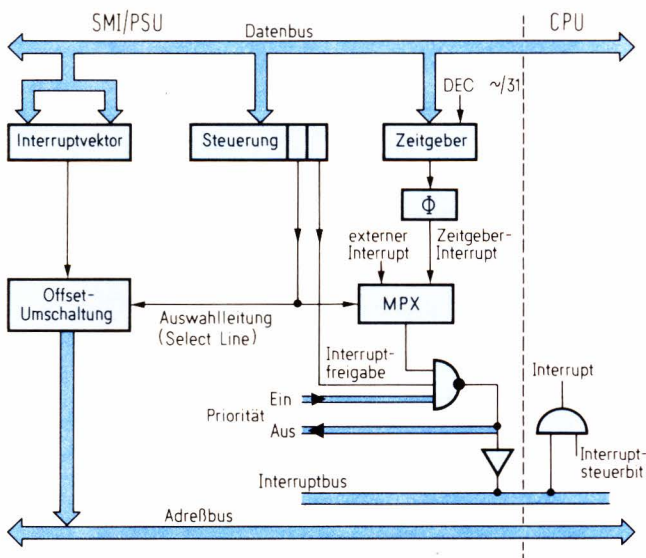 SMI/PSU
CPU
Datenbus
DEC ~/31
Interruptvektor
Steuerung
Zeitgeber
Φ
externer
Interrupt
Zeitgeber-
Interrupt
Offset-
Umschaltung
MPX
Auswahlleitung
(Select Line)
Interrupt-
freigabe
Interrupt
Ein
Priorität
Aus
Interrupt-
steuerbit
Interruptbus
Adreßbus